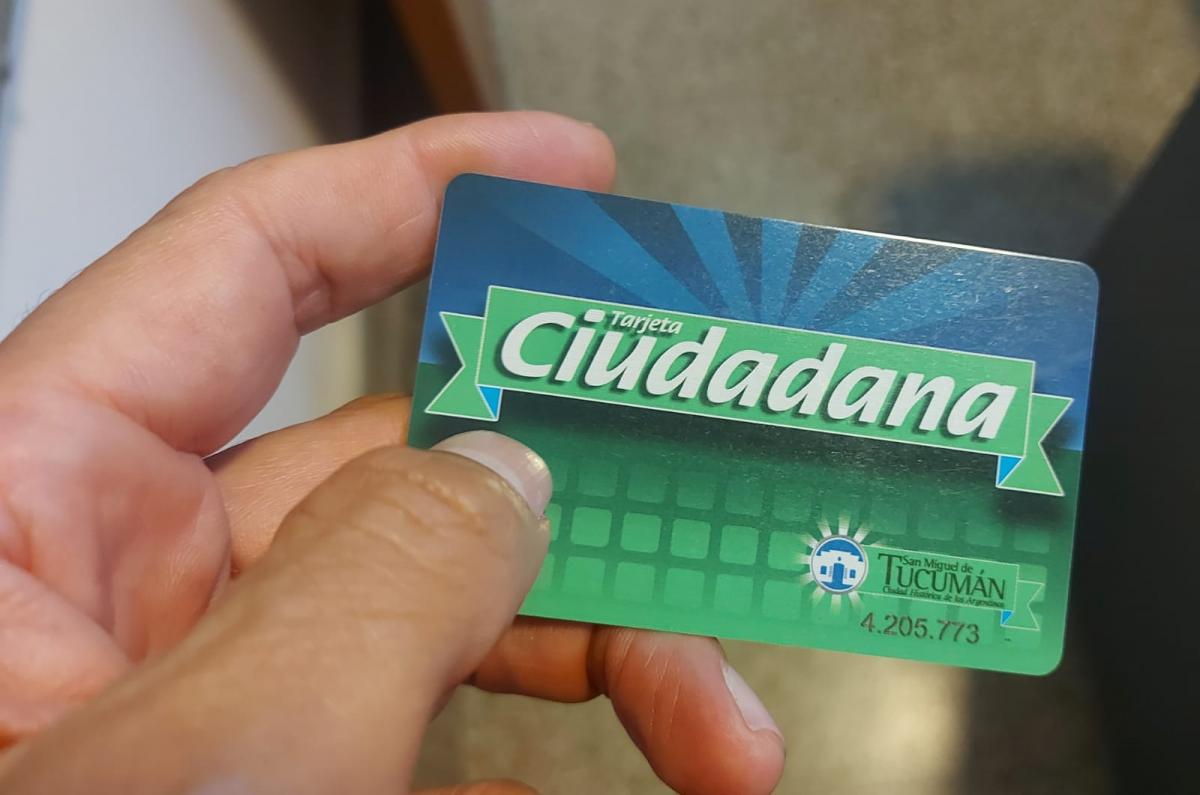 Tarjeta
Ciudadana
San Miguel de
TUCUMÁN
Ciudad Histórica de los Argentinos
4.205.773